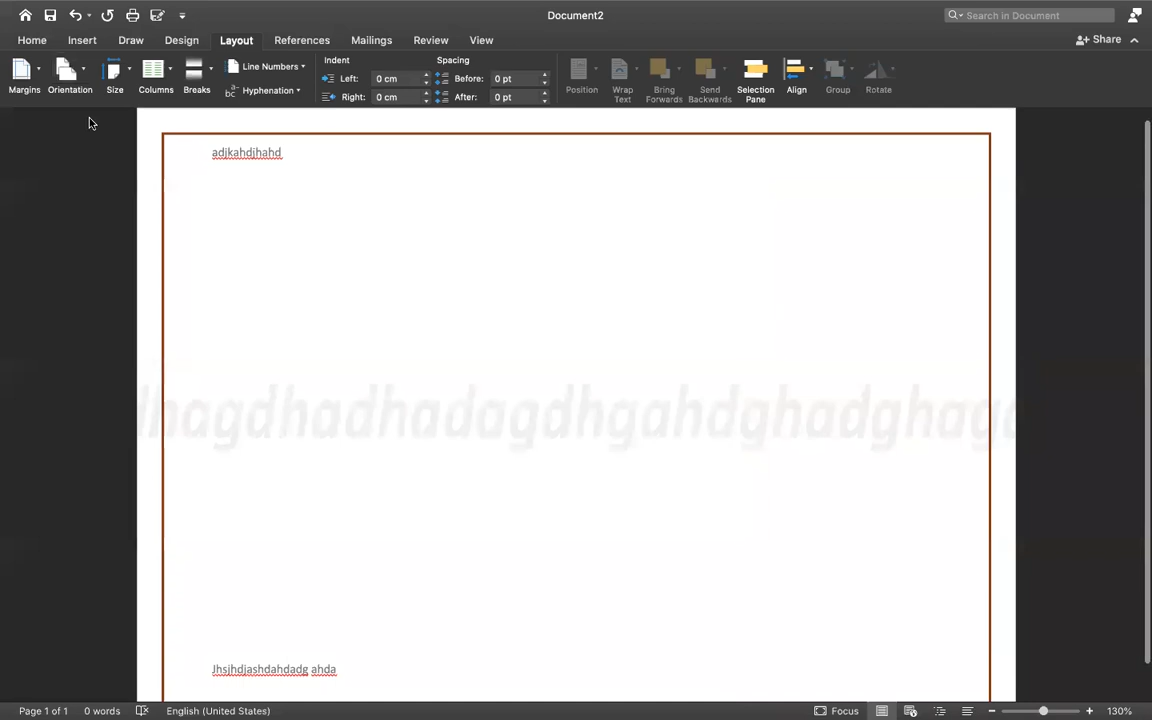 Document2
Search in Document
Home Insert Draw Design Layout References Mailings Review View
Share
Margins Orientation Size Columns Breaks
Line Numbers
Hyphenation
Indent Spacing
Left: 0 cm Before: 0 pt
Right: 0 cm After: 0 pt
Position Wrap Text Bring Forwards Send Backwards Selection Pane Align Group Rotate
adjkahdjhahd
dhagdhadhadagdhgahdghadghag
Jhsjhdjashdahdadg ahda
Page 1 of 1 0 words English (United States) Focus 130%